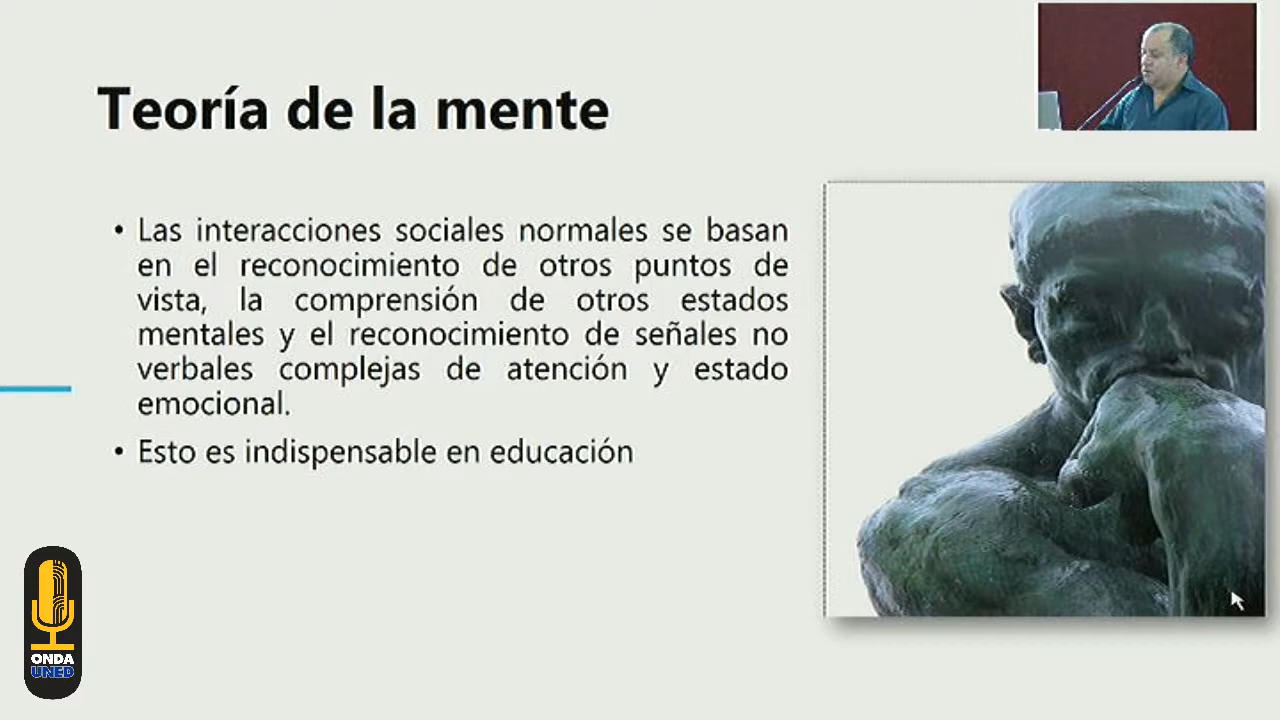 Teoría de la mente
• Las interacciones sociales normales se basan
en el reconocimiento de otros puntos de
vista, la comprensión de otros estados
mentales y el reconocimiento de señales no
verbales complejas de atención y estado
emocional.
• Esto es indispensable en educación
ONDA
UNED